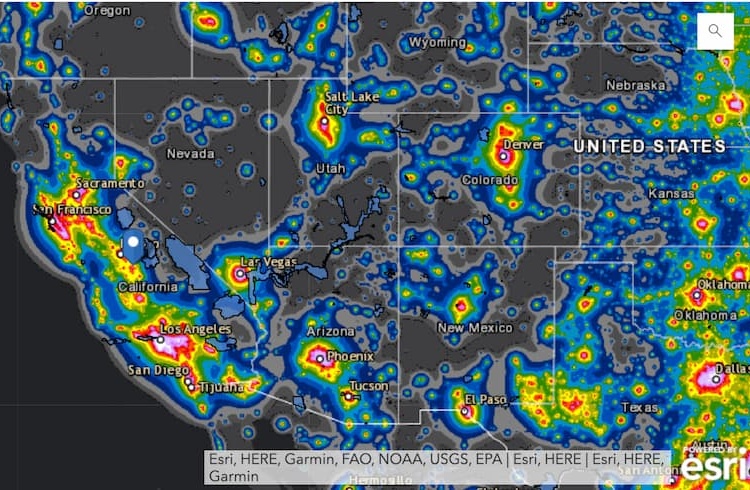 Oregon
Wyoming
Salt Lake
City
Nebraska
Nevada
Denver
UNITED STATES
Utah
Colorado
Sacramento
Kansas
San Francisco
Las Vegas
California
Oklahoma
Oklahoma
New Mexico
Los Angeles
Arizona
Phoenix
San Diego
Tijuana
Tucson
Dallas
El Paso
Texas
Austin
POWERED BY
esri
Esri, HERE, Garmin, FAO, NOAA, USGS, EPA | Esri, HERE | Esri, HERE,
Garmin
Hermosillo